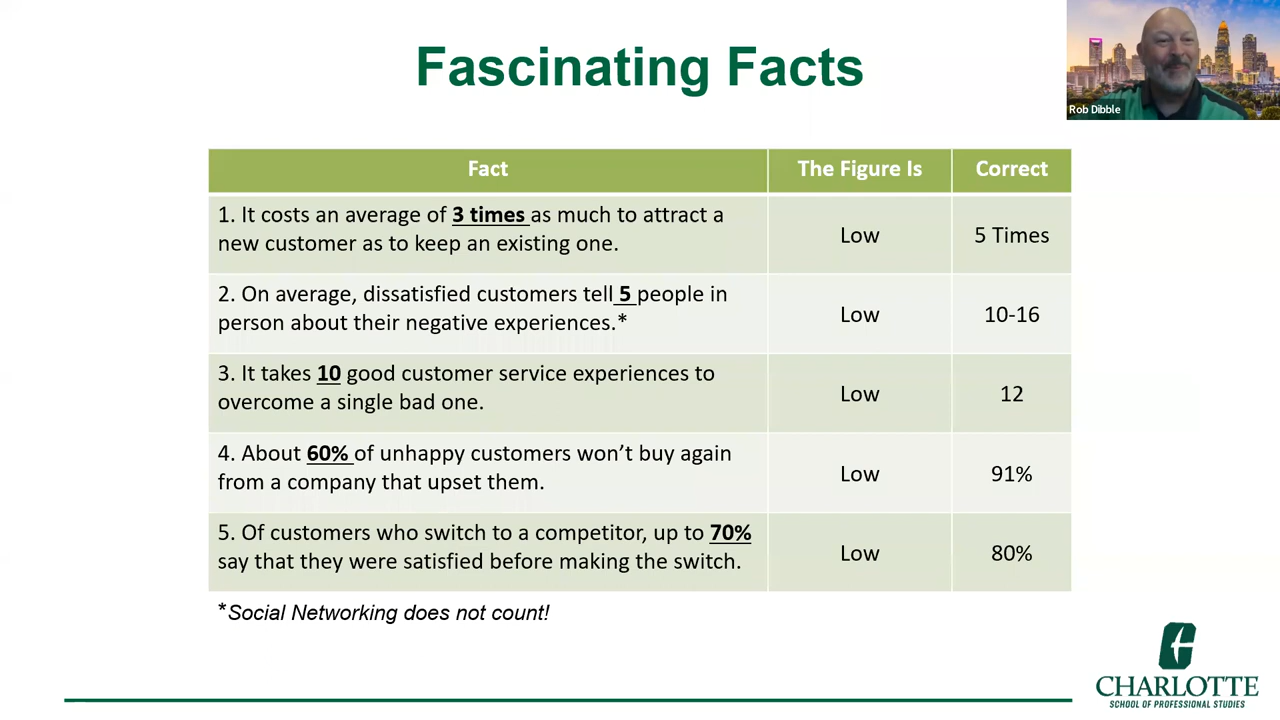 Fascinating Facts
Rob Dibble
Fact The Figure Is Correct
1. It costs an average of 3 times as much to attract a
new customer as to keep an existing one.
Low 5 Times
2. On average, dissatisfied customers tell 5 people in
person about their negative experiences.*
Low 10-16
3. It takes 10 good customer service experiences to
overcome a single bad one.
Low 12
4. About 60% of unhappy customers won’t buy again
from a company that upset them.
Low 91%
5. Of customers who switch to a competitor, up to 70%
say that they were satisfied before making the switch.
Low 80%
*Social Networking does not count!
CHARLOTTE
SCHOOL OF PROFESSIONAL STUDIES